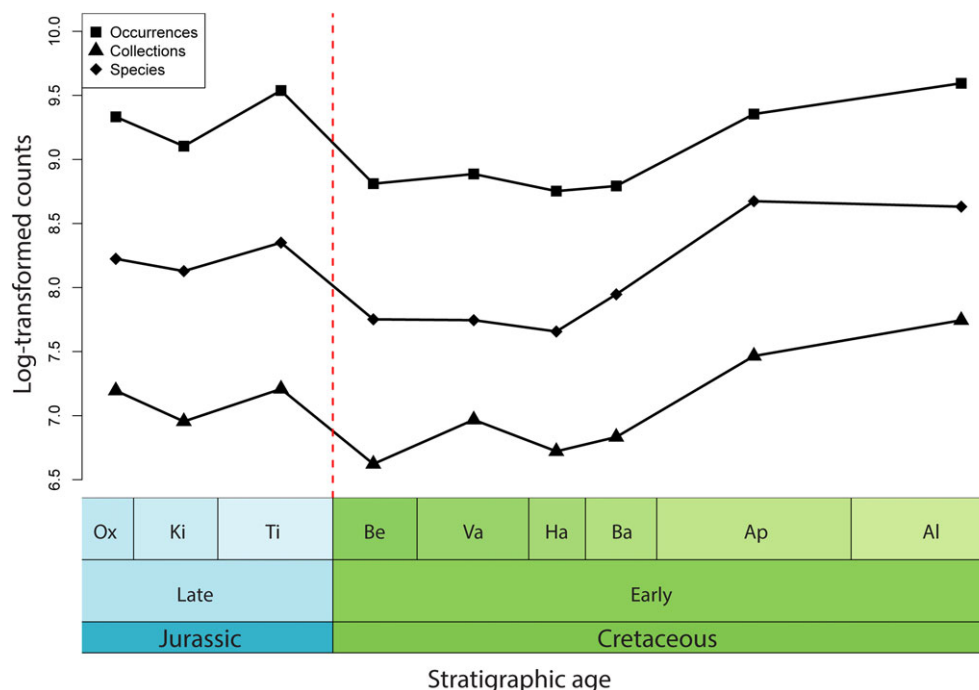 Occurrences
Collections
Species
Log-transformed counts
10.0
9.5
9.0
8.5
8.0
7.5
7.0
6.5
Ox Ki Ti Be Va Ha Ba Ap Al
Late Early
Jurassic Cretaceous
Stratigraphic age